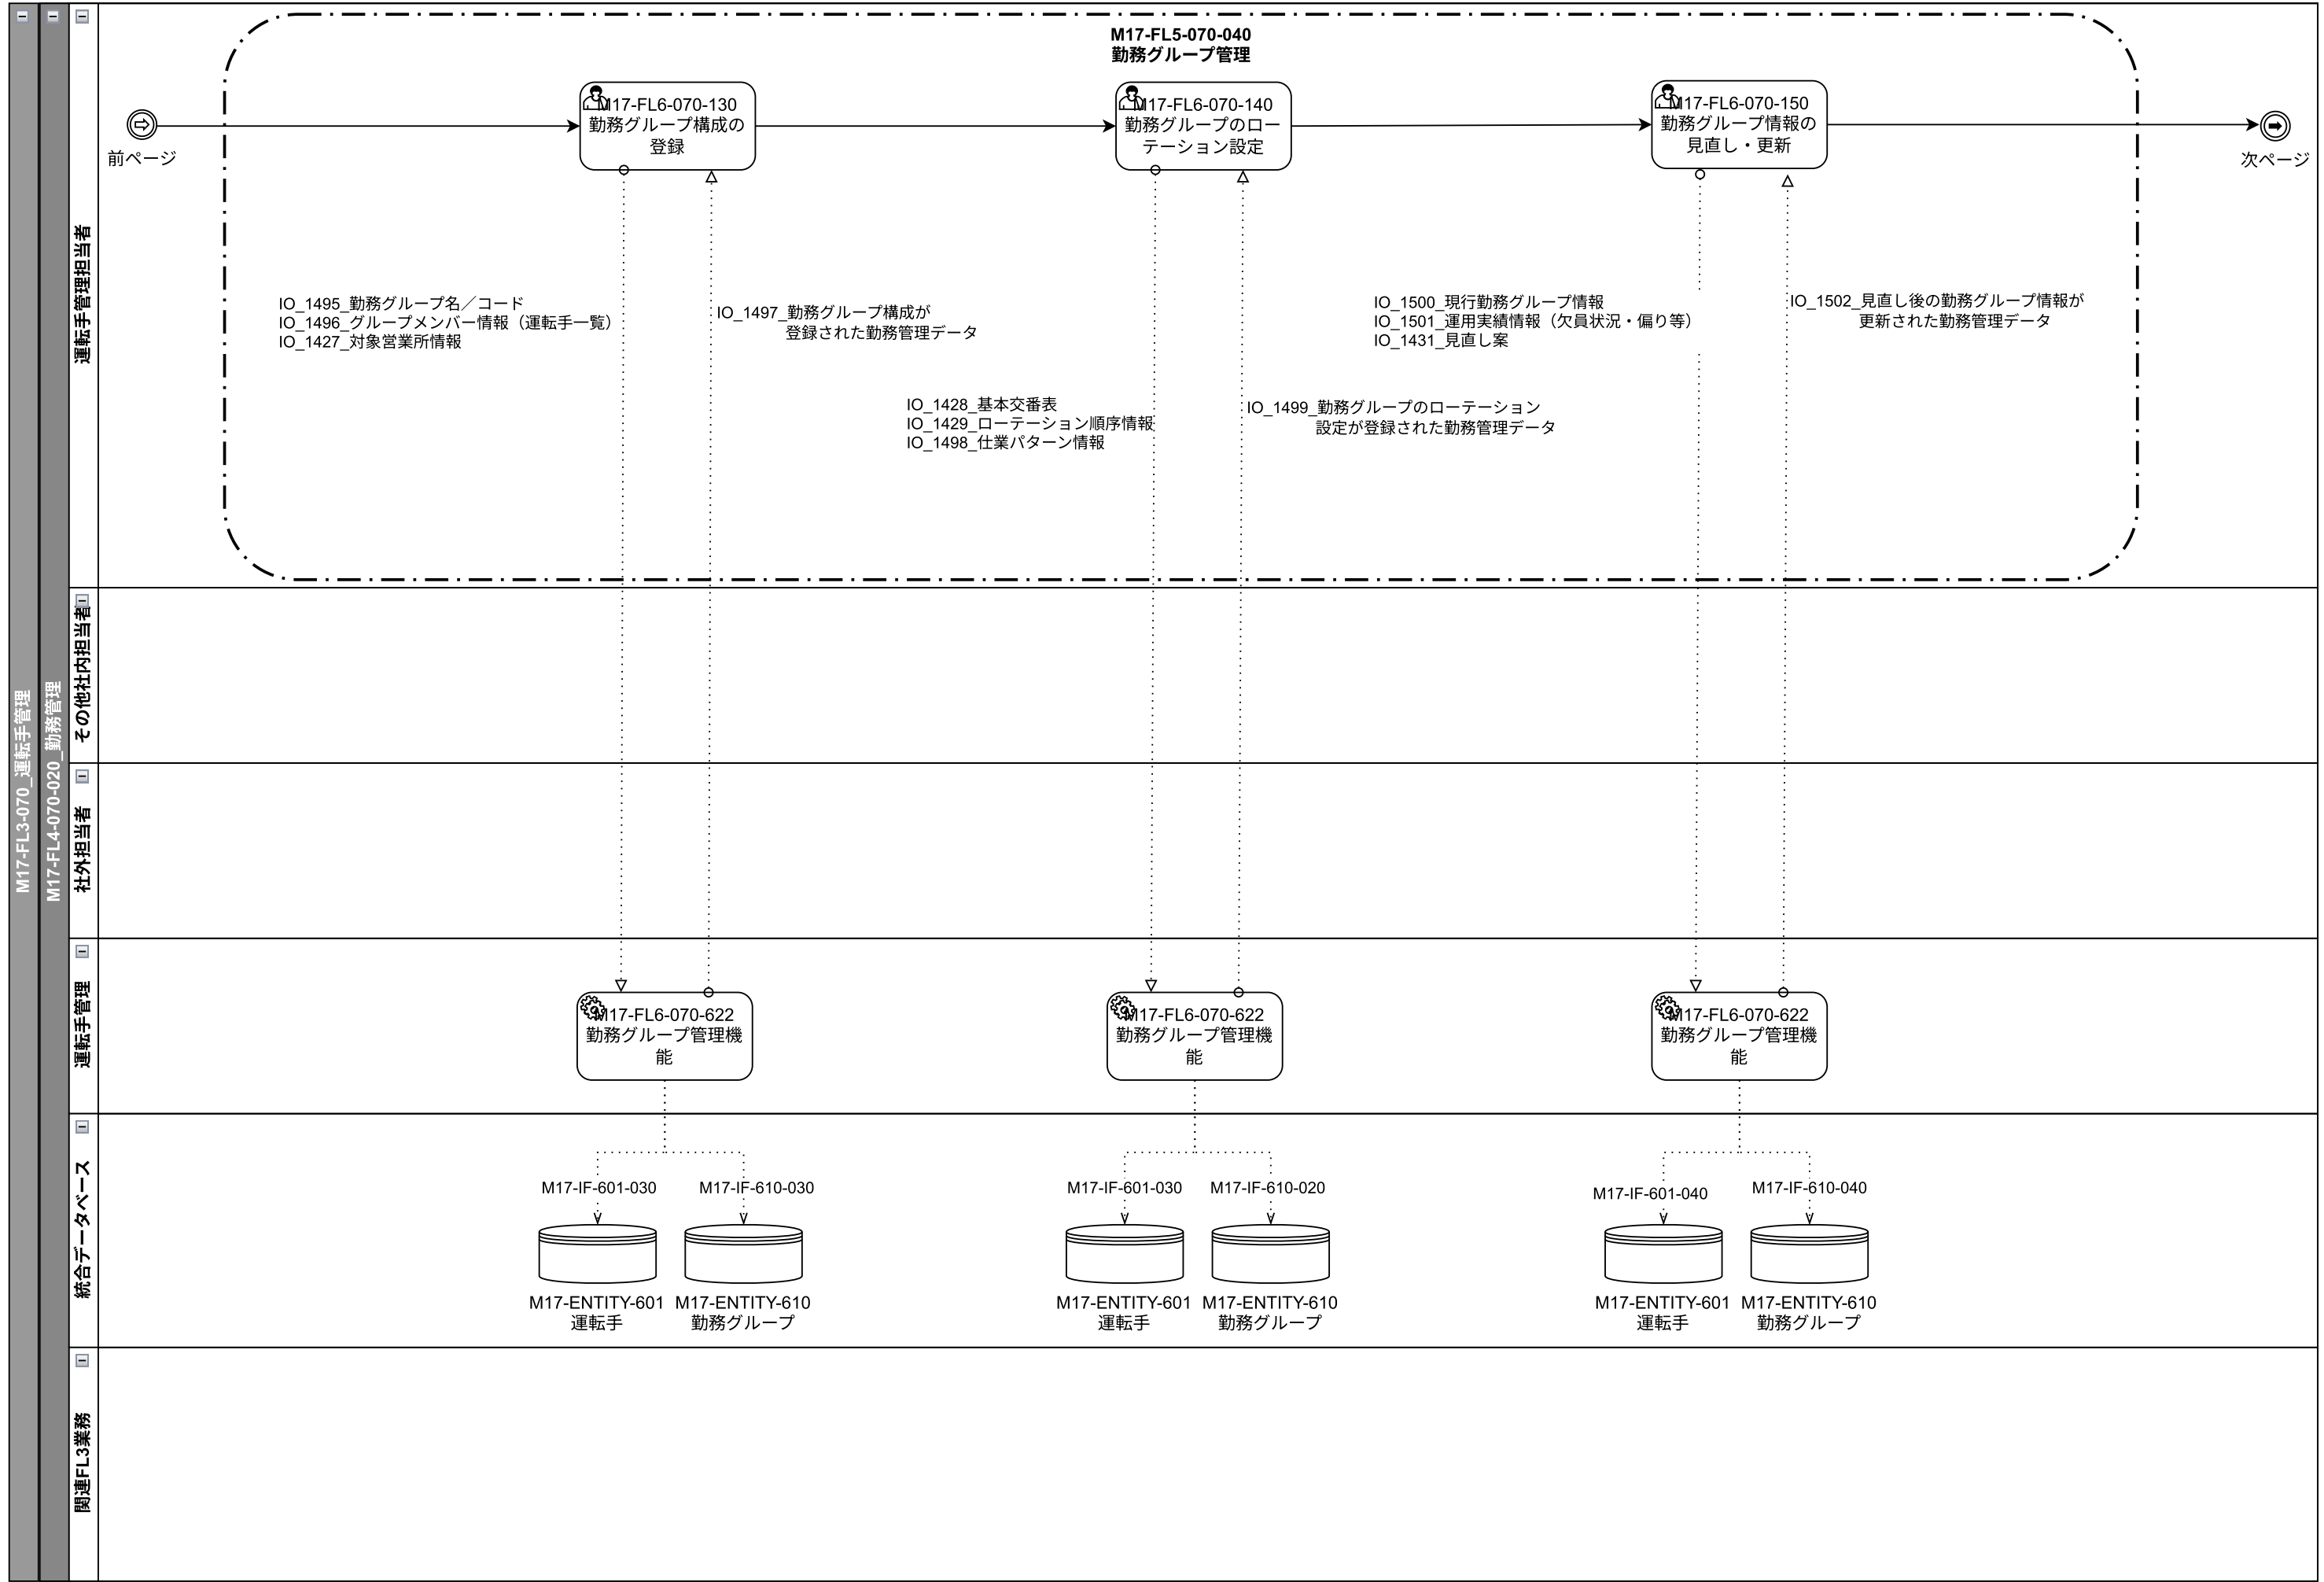 M17-FL3-070_運転手管理
M17-FL4-070-020_勤務管理
運転手管理担当者
M17-FL5-070-040
勤務グループ管理
前ページ
M17-FL6-070-130
勤務グループ構成の
登録
M17-FL6-070-140
勤務グループのロー
テーション設定
M17-FL6-070-150
勤務グループ情報の
見直し・更新
次ページ
IO_1495_勤務グループ名／コード
IO_1496_グループメンバー情報（運転手一覧）
IO_1427_対象営業所情報
IO_1497_勤務グループ構成が
登録された勤務管理データ
IO_1428_基本交番表
IO_1429_ローテーション順序情報
IO_1498_仕業パターン情報
IO_1499_勤務グループのローテーション
設定が登録された勤務管理データ
IO_1500_現行勤務グループ情報
IO_1501_運用実績情報（欠員状況・偏り等）
IO_1431_見直し案
IO_1502_見直し後の勤務グループ情報が
更新された勤務管理データ
その他社内担当者
社外担当者
運転手管理
M17-FL6-070-622
勤務グループ管理機
能
M17-FL6-070-622
勤務グループ管理機
能
M17-FL6-070-622
勤務グループ管理機
能
統合データベース
M17-IF-601-030
M17-IF-610-030
M17-IF-601-030
M17-IF-610-020
M17-IF-601-040
M17-IF-610-040
M17-ENTITY-601
運転手
M17-ENTITY-610
勤務グループ
M17-ENTITY-601
運転手
M17-ENTITY-610
勤務グループ
M17-ENTITY-601
運転手
M17-ENTITY-610
勤務グループ
関連FL3業務